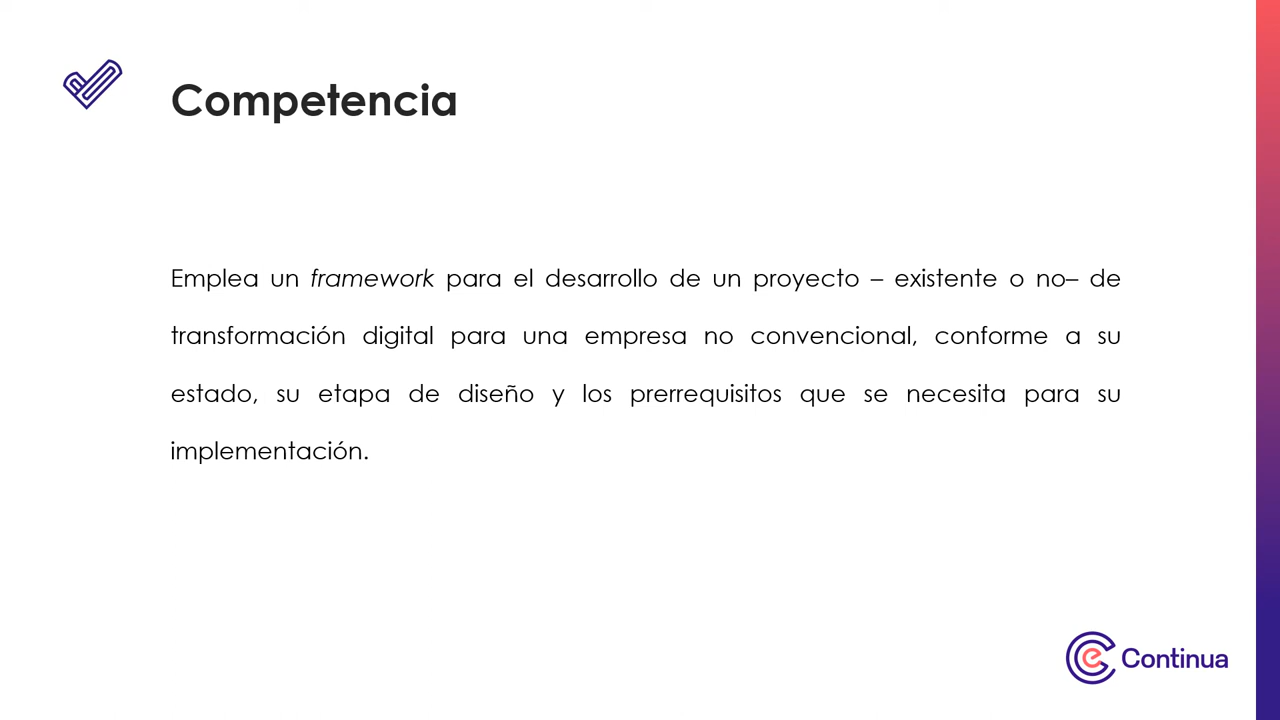 Competencia
Emplea un framework para el desarrollo de un proyecto – existente o no– de
transformación digital para una empresa no convencional, conforme a su
estado, su etapa de diseño y los prerrequisitos que se necesita para su
implementación.
e Continua